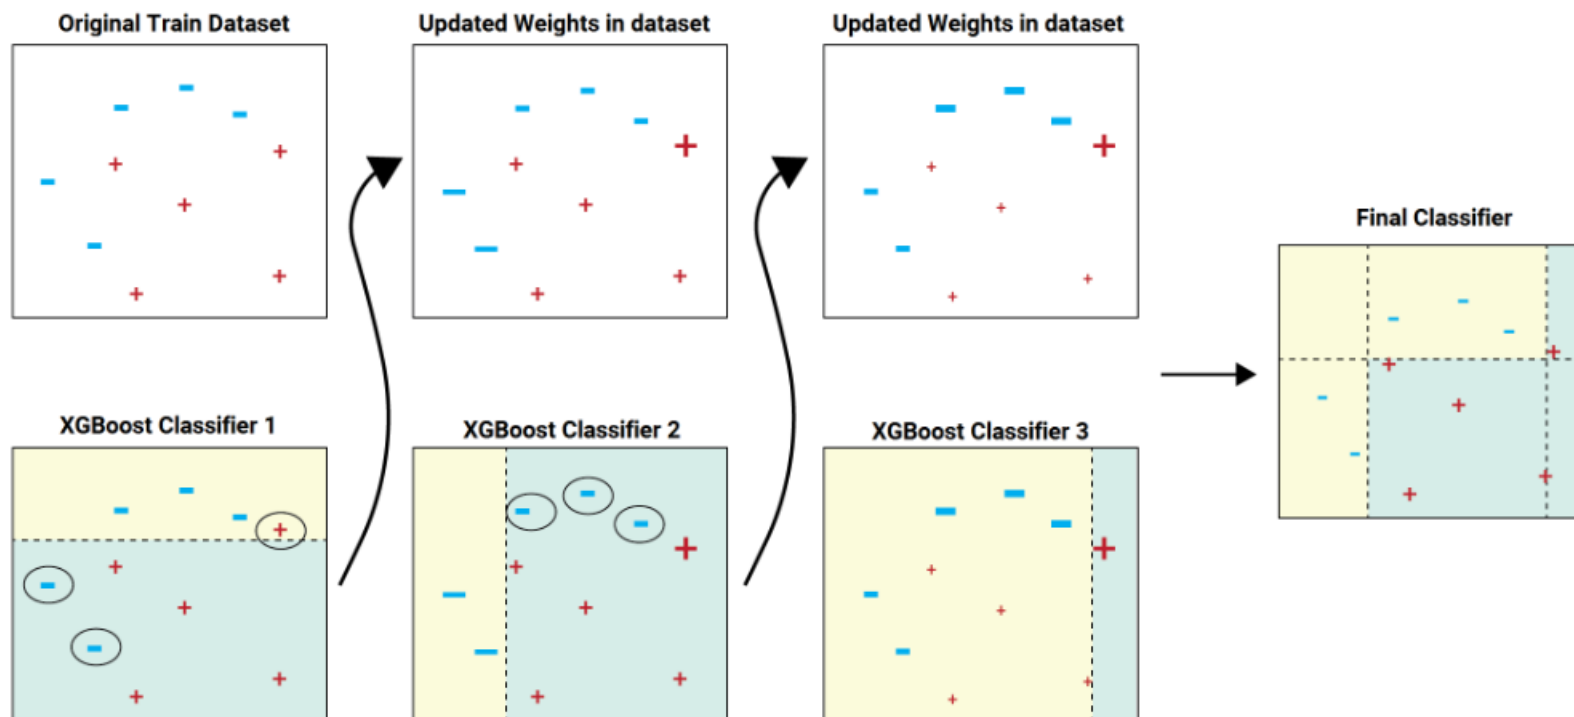 Original Train Dataset
Updated Weights in dataset
Updated Weights in dataset
Final Classifier
XGBoost Classifier 1
XGBoost Classifier 2
XGBoost Classifier 3